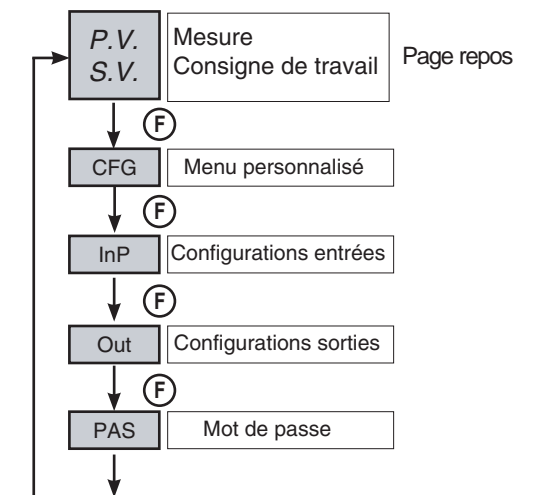 P.V. Mesure
S.V. Consigne de travail Page repos
F
CFG Menu personnalisé
F
InP Configurations entrées
F
Out Configurations sorties
F
PAS Mot de passe